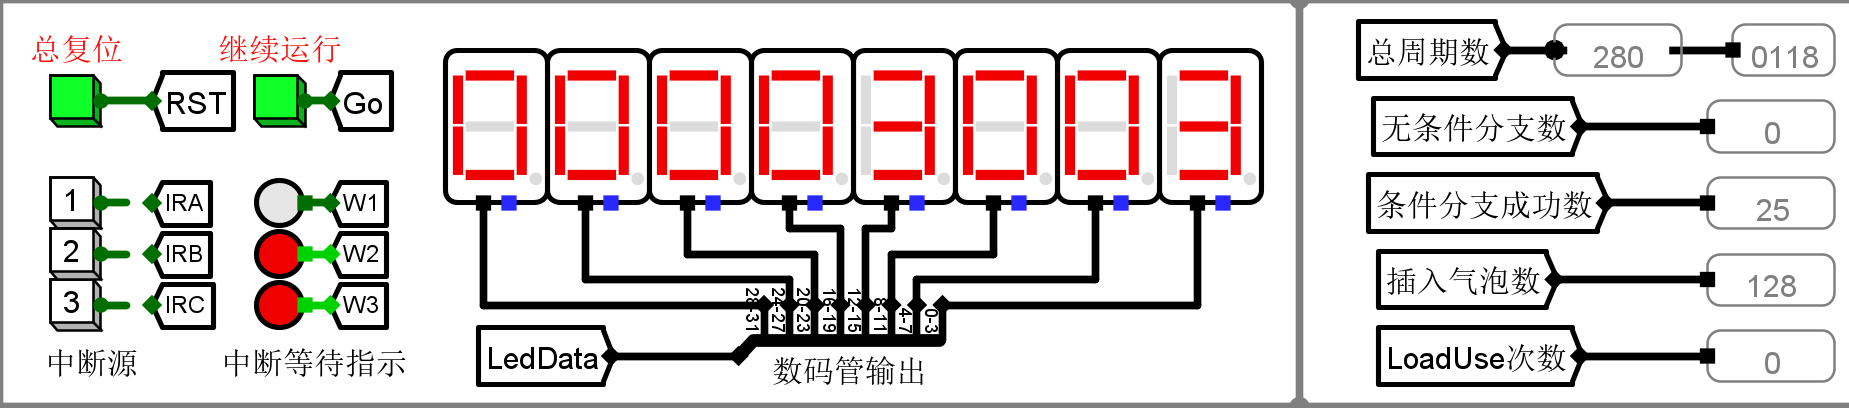 总复位
继续运行
RST
Go
00003003
1
IRA
W1
2
IRB
W2
3
IRC
W3
中断源
中断等待指示
28-31
24-27
20-23
16-19
12-15
8-11
4-7
0-3
LedData
数码管输出
总周期数
280
0118
无条件分支数
0
条件分支成功数
25
插入气泡数
128
LoadUse次数
0